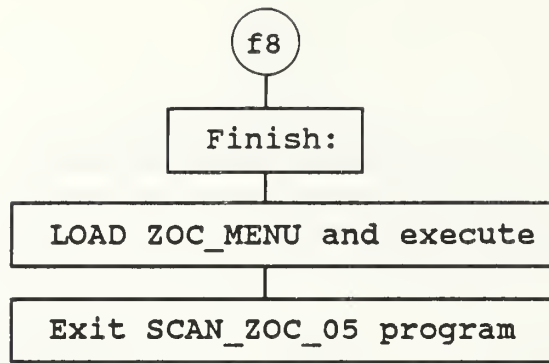 f8
Finish:
LOAD ZOC_MENU and execute
Exit SCAN_ZOC_05 program